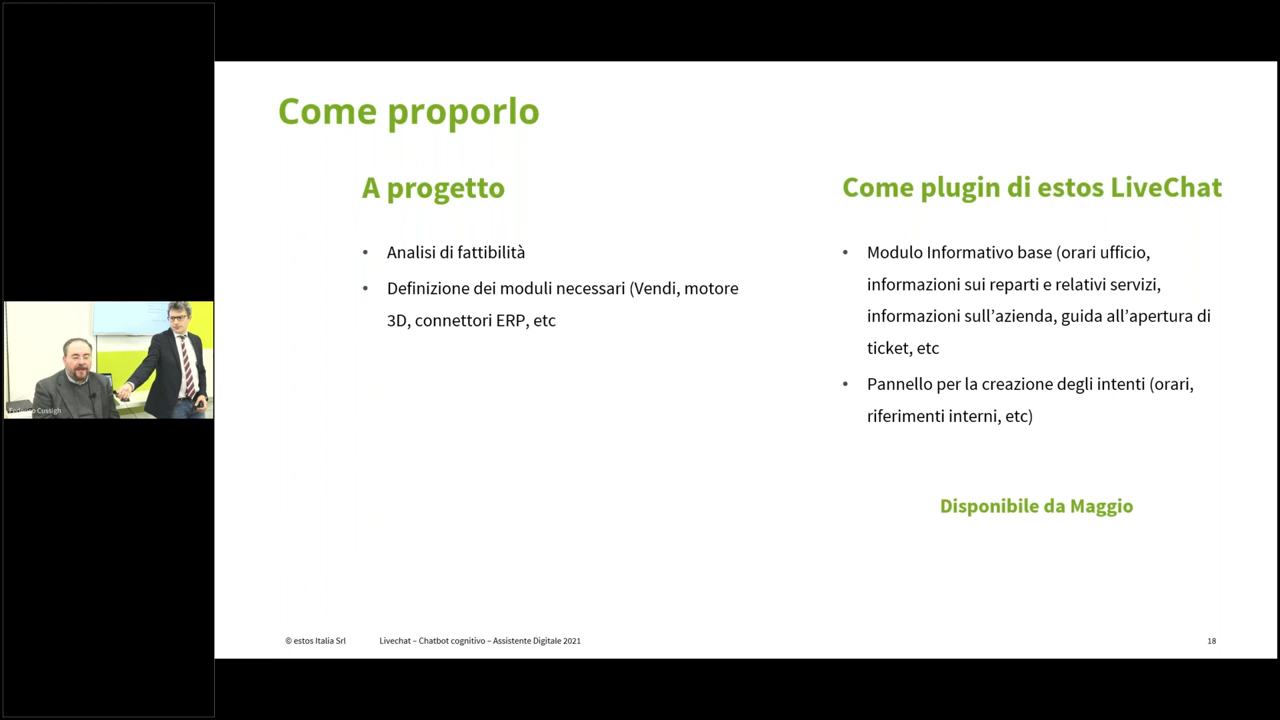 Come proporlo
A progetto
• Analisi di fattibilità
• Definizione dei moduli necessari (Vendi, motore
3D, connettori ERP, etc
Come plugin di estos LiveChat
• Modulo Informativo base (orari ufficio,
informazioni sui reparti e relativi servizi,
informazioni sull’azienda, guida all’apertura di
ticket, etc
• Pannello per la creazione degli intenti (orari,
riferimenti interni, etc)
Disponibile da Maggio
Federico Cussigh
© estos Italia Srl
Livechat – Chatbot cognitivo – Assistente Digitale 2021
18